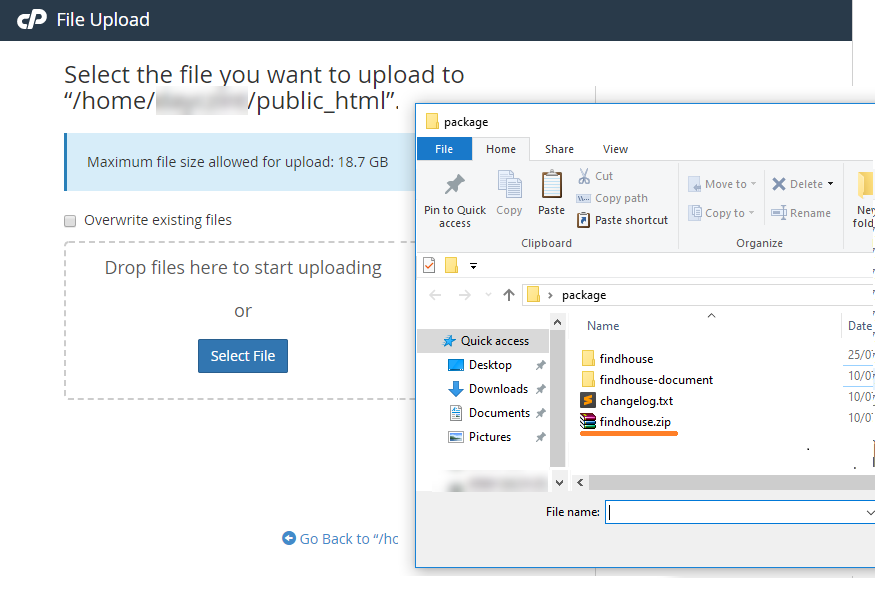 cP File Upload
Select the file you want to upload to
“/home/ /public_html”.
Maximum file size allowed for upload: 18.7 GB
Overwrite existing files
Drop files here to start uploading
or
Select File
Go Back to “/ho
package
File Home Share View
Pin to Quick access
Copy
Paste
Cut
Copy path
Paste shortcut
Clipboard
Move to
Copy to
Delete
Rename
Organize
New
fold
package
Name Date
Quick access
Desktop
Downloads
Documents
Pictures
findhouse 25/0
findhouse-document 10/0
changelog.txt 10/0
findhouse.zip 10/0
File name: